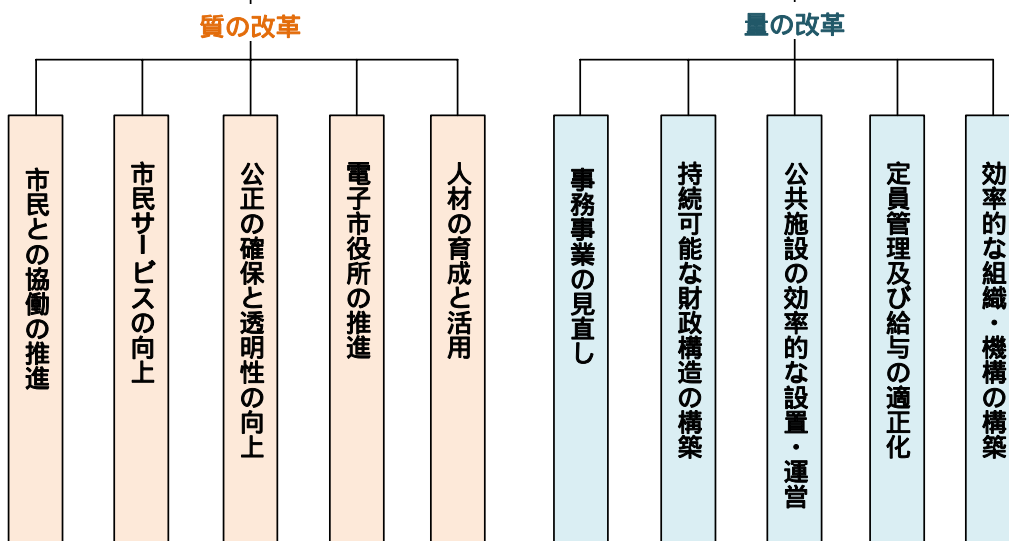 質の改革
市民との協働の推進
市民サービスの向上
公正の確保と透明性の向上
電子市役所の推進
人材の育成と活用
量の改革
事務事業の見直し
持続可能な財政構造の構築
公共施設の効率的な設置・運営
定員管理及び給与の適正化
効率的な組織・機構の構築